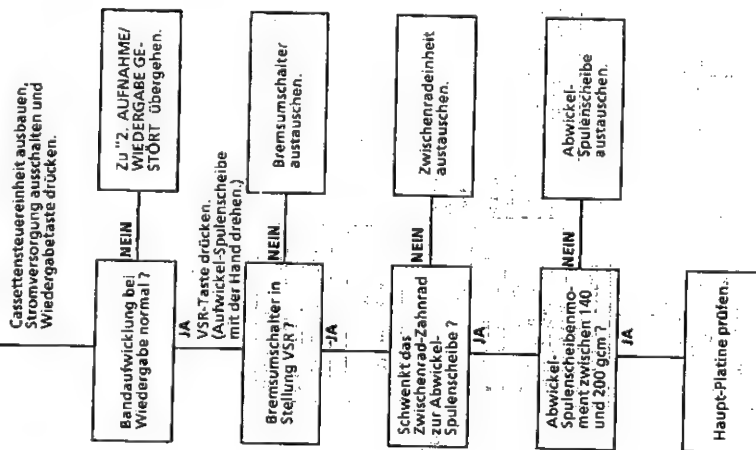 Cassettensteuereinheit ausbauen,
Stromversorgung ausschalten und
Wiedergabetaste drücken.
Bandaufwicklung bei
Wiedergabe normal ?
NEIN
Zu "2. AUFNAHME/
WIEDERGABE GE-
STÖRT übergehen.
JA
VSR-Taste drücken.
(Aufwickel-Spulenscheibe
mit der Hand drehen.)
Bremsumschalter in
Stellung VSR ?
NEIN
Bremsumschalter
austauschen.
JA
Schwenkt das
Zwischenrad-Zahnrad
zur Abwickel-
Spulenscheibe ?
NEIN
Zwischenradeinheit
austauschen.
JA
Abwickel-
Spulenscheibenmo-
ment zwischen 140
und 200 gcm ?
NEIN
Abwickel-
Spulenscheibe
austauschen.
JA
Haupt-Platine prüfen.